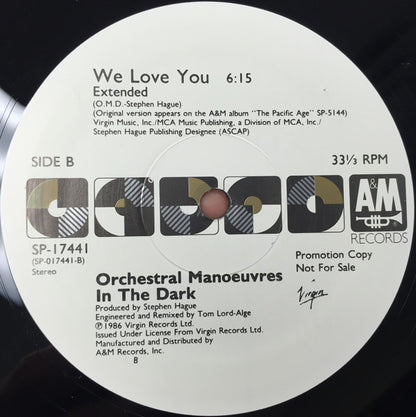 We Love You 6:15
Extended
(O.M.D.-Stephen Hague)
(Original version appears on the A&M album "The Pacific Age" SP-5144)
Virgin Music, Inc./MCA Music Publishing, a Division of MCA, Inc./
Stephen Hague Publishing Designee (ASCAP)
SIDE B
33⅓ RPM
A&M
RECORDS
SP-17441
(SP-017441-B)
Stereo
Promotion Copy
Not For Sale
Orchestral Manoeuvres
In The Dark
Produced by Stephen Hague
Engineered and Remixed by Tom Lord-Alge
℗1986 Virgin Records Ltd.
Issued Under License From Virgin Records Ltd.
Manufactured and Distributed by
A&M Records, Inc.
8
Virgin